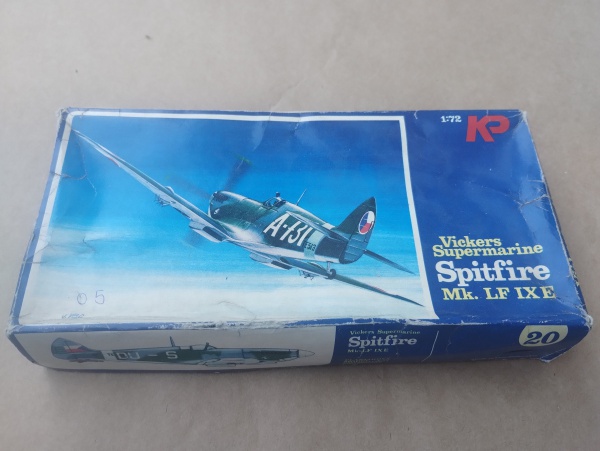 1:72 KP
A-131
Vickers
Supermarine
Spitfire
Mk. LF IX E
05
Vickers Supermarine
Spitfire
Mk. LF IX E
DU - S
20